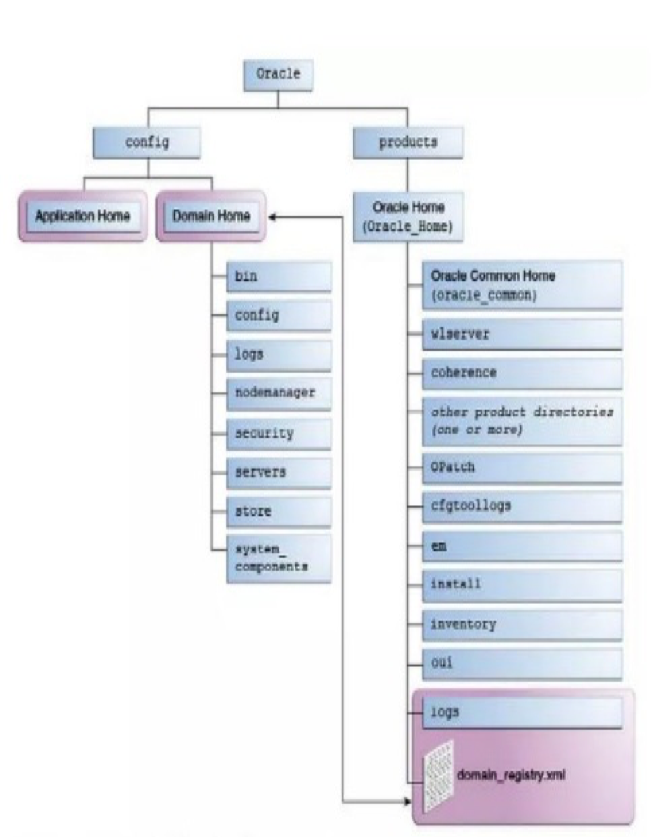 Oracle
config
products
Application Home
Domain Home
Oracle Home
(Oracle_Home)
bin
config
logs
nodemanager
security
servers
store
system_
components
Oracle Common Home
(oracle_common)
wlserver
coherence
other product directories
(one or more)
OPatch
cfgtoollogs
em
install
inventory
oui
logs
domain_registry.xml